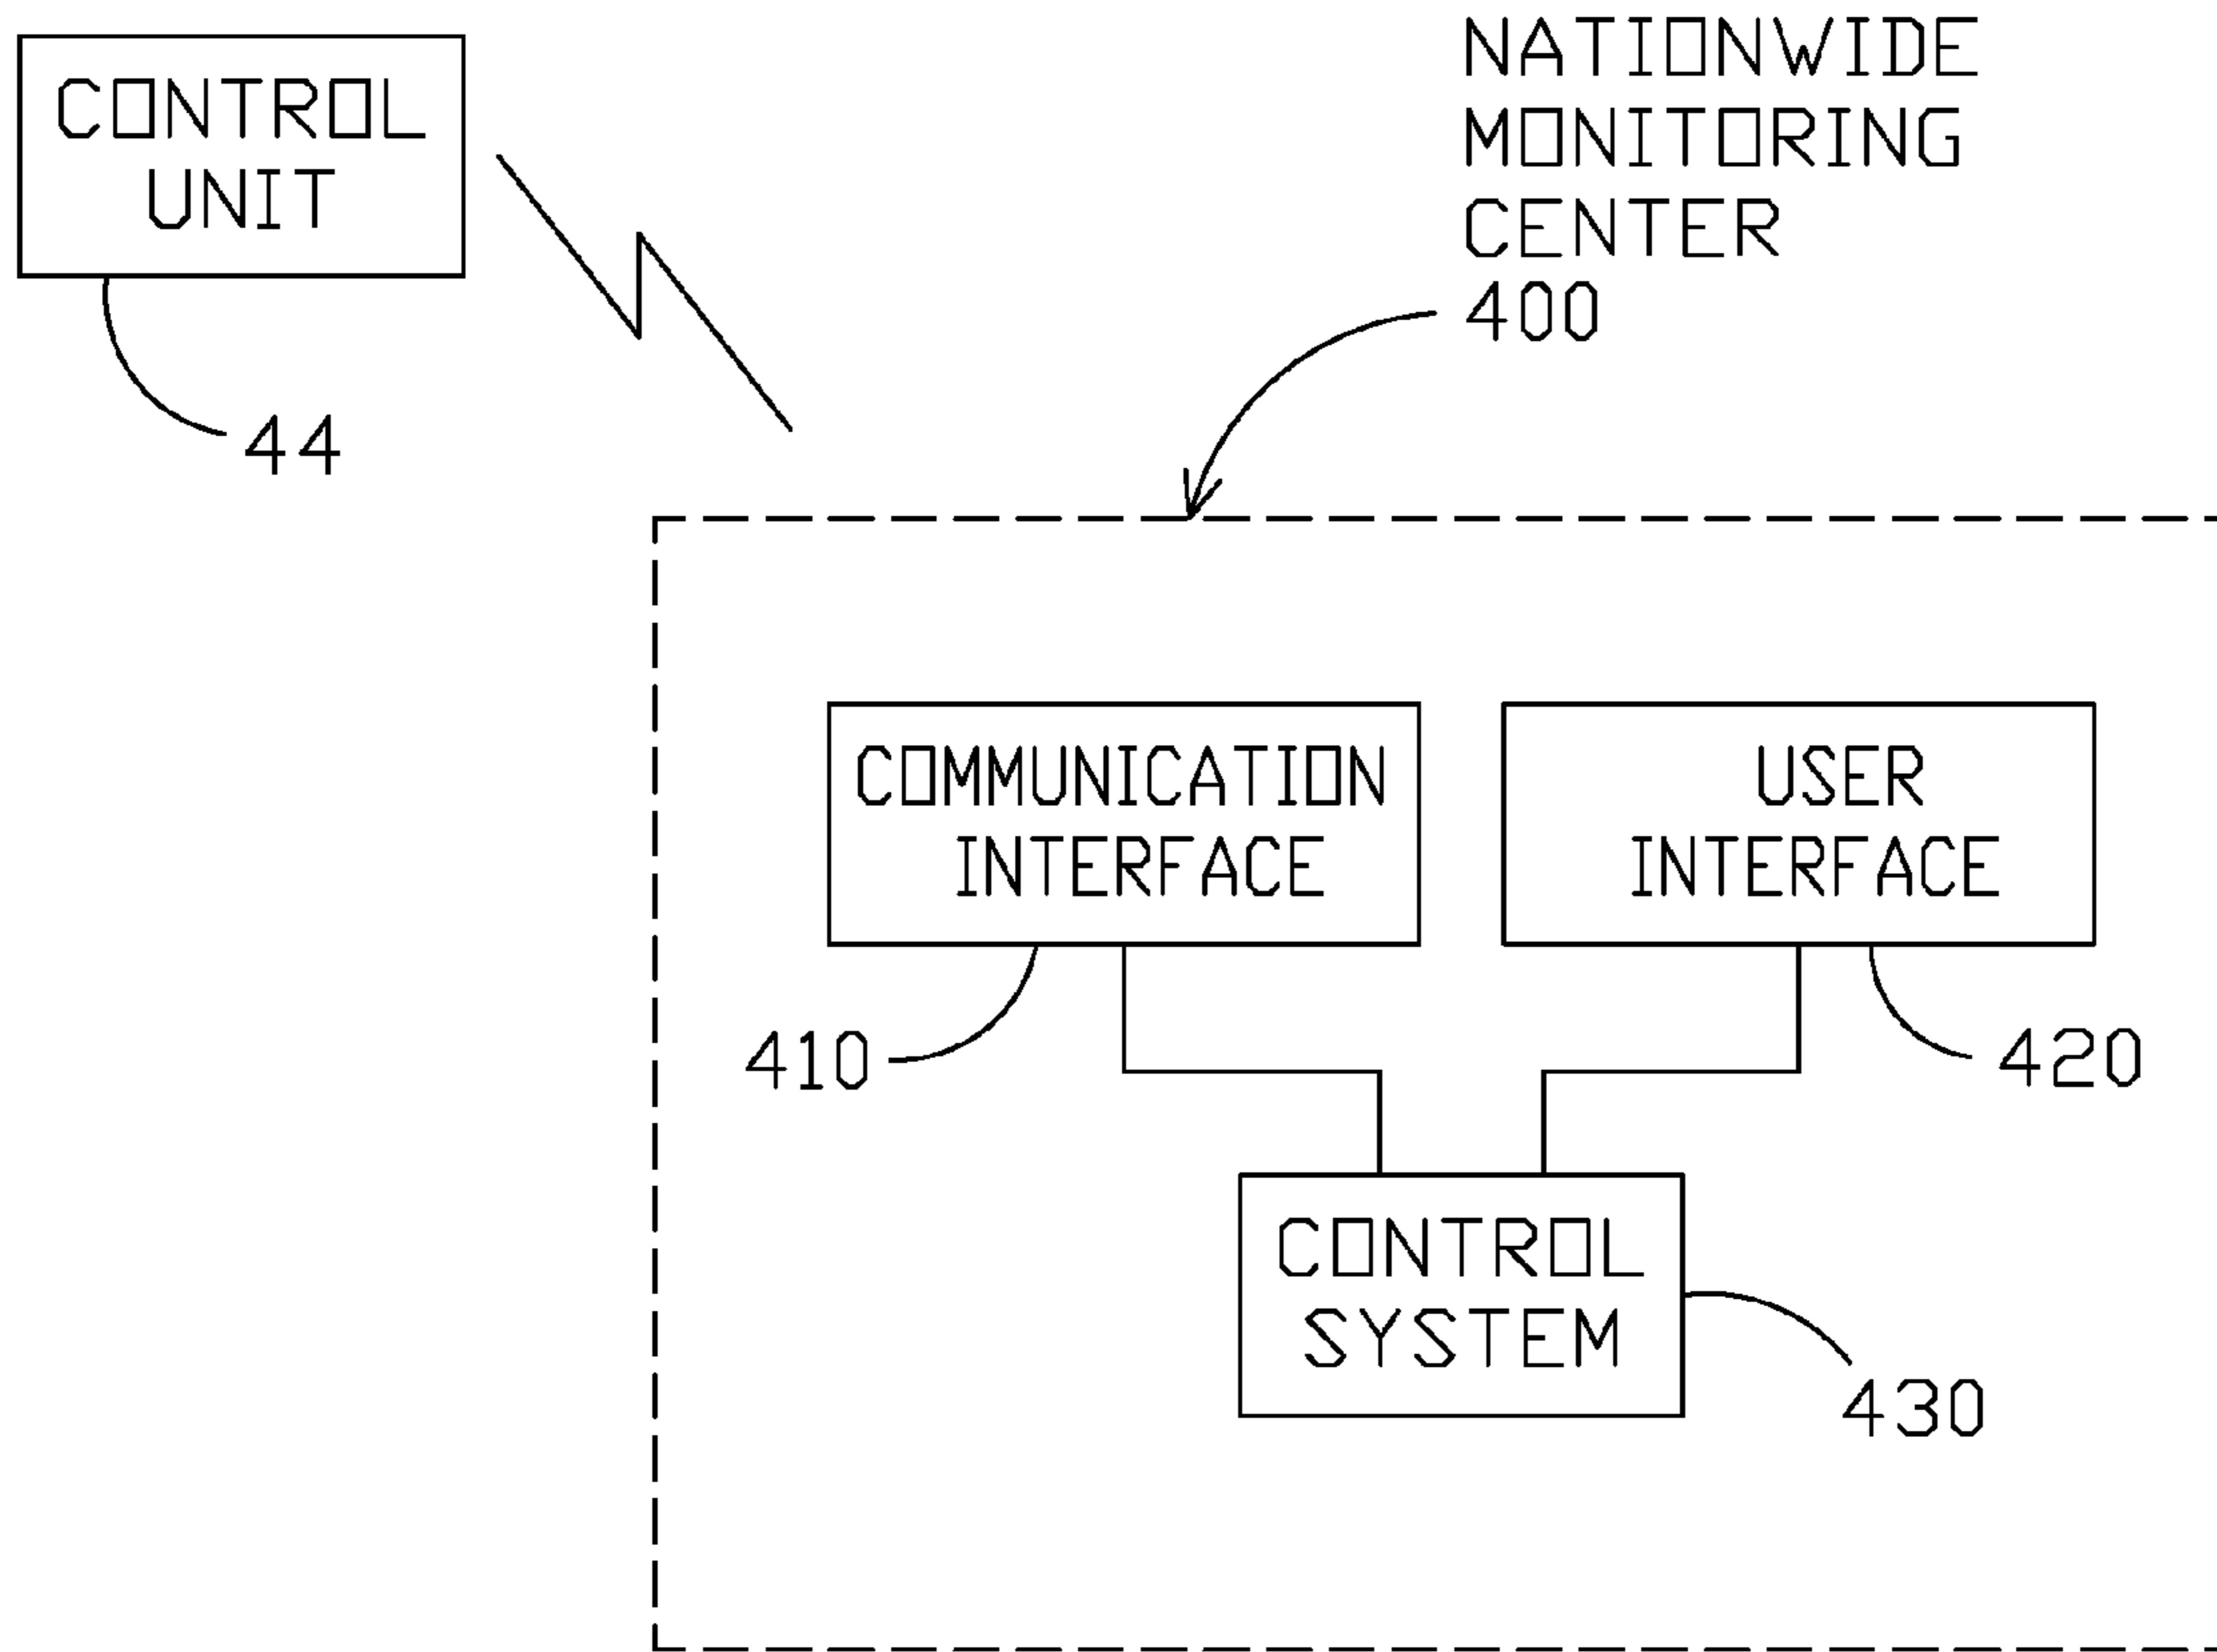 CONTROL
UNIT
44
NATIONWIDE
MONITORING
CENTER
400
COMMUNICATION
INTERFACE
410
USER
INTERFACE
420
CONTROL
SYSTEM
430